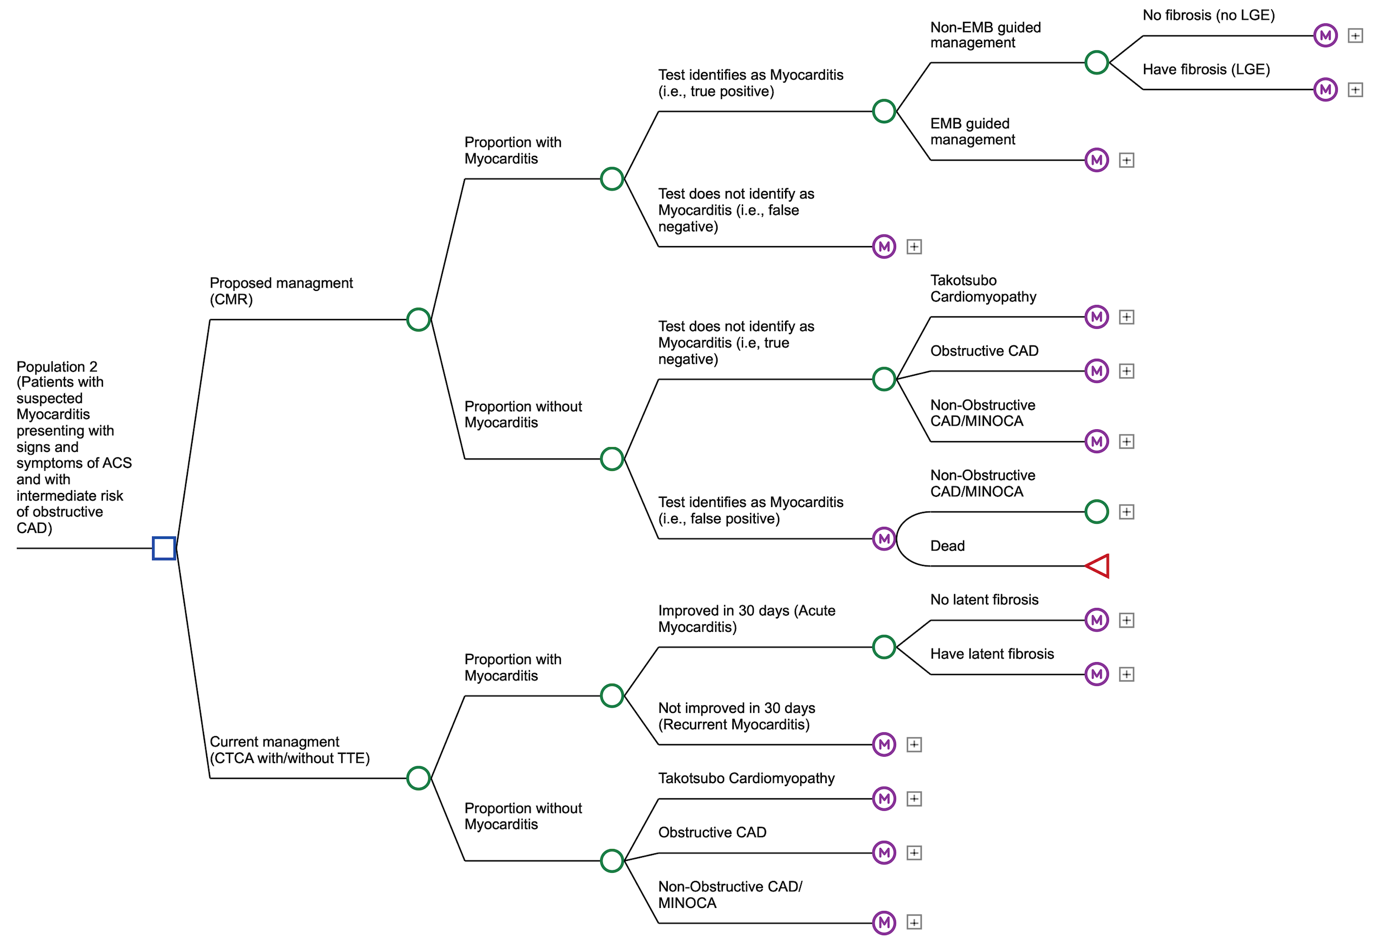 Population 2
(Patients with
suspected
Myocarditis
presenting with
signs and
symptoms of ACS
and with
intermediate risk
of obstructive
CAD)
Proposed managment
(CMR)
Proportion with
Myocarditis
Test identifies as Myocarditis
(i.e., true positive)
Non-EMB guided
management
No fibrosis (no LGE)
M
Have fibrosis (LGE)
M
EMB guided
management
M
Test does not identify as
Myocarditis (i.e., false
negative)
M
Proportion without
Myocarditis
Test does not identify as
Myocarditis (i.e, true
negative)
Takotsubo
Cardiomyopathy
M
Obstructive CAD
M
Non-Obstructive
CAD/MINOCA
M
Test identifies as Myocarditis
(i.e., false positive)
M
Non-Obstructive
CAD/MINOCA
Dead
Current managment
(CTCA with/without TTE)
Proportion with
Myocarditis
Improved in 30 days (Acute
Myocarditis)
No latent fibrosis
M
Have latent fibrosis
M
Not improved in 30 days
(Recurrent Myocarditis)
M
Proportion without
Myocarditis
Takotsubo Cardiomyopathy
M
Obstructive CAD
M
Non-Obstructive CAD/
MINOCA
M